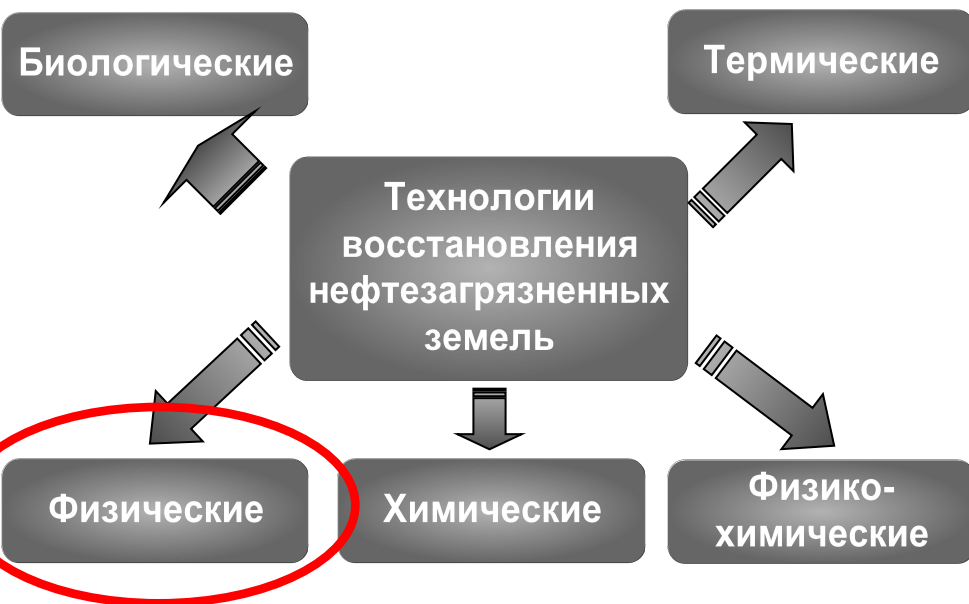 Биологические
Термические
Технологии
восстановления
нефтезагрязненных
земель
Физические
Химические
Физико-
химические